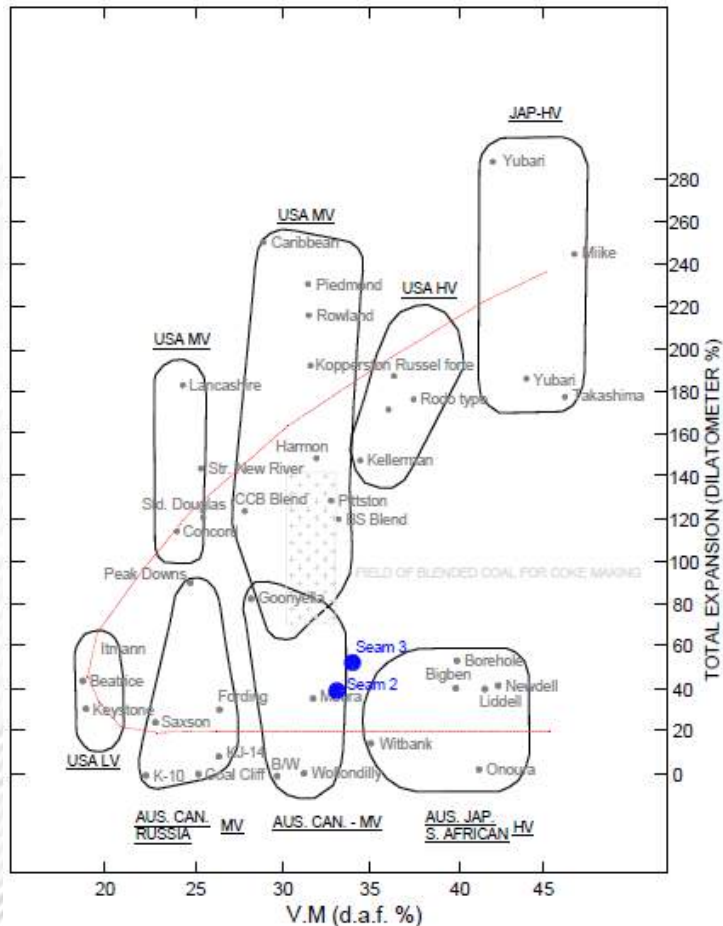 JAP-HV
Yubari
280
USA MV
260
Caribbean
Miike
240
Piedmond
USA HV
220
Rowland
USA MV
200
Kopperston Russel forte
Lancashire
Rodo type
Yubari
Takashima
180
160
Harmon
Kellerman
Str. New River
140
Sid. Douglas
CCB Blend
Pittston
BS Blend
120
Concord
100
Peak Downs
FIELD OF BLENDED COAL FOR COKE MAKING
Goonyella
80
Itmann
Seam 3
60
Borehole
Beatrice
Seam 2
Bigben
Newdell
Liddell
40
Keystone
Saxson
Fording
Moura
20
KJ-14
Witbank
K-10
Coal Cliff
B/W
Wollondilly
Onoura
0
USA LV
AUS. CAN.
RUSSIA
MV
AUS. CAN. - MV
AUS. JAP.
S. AFRICAN
HV
20
25
30
35
40
45
V.M (d.a.f. %)
TOTAL EXPANSION (DILATOMETER %)